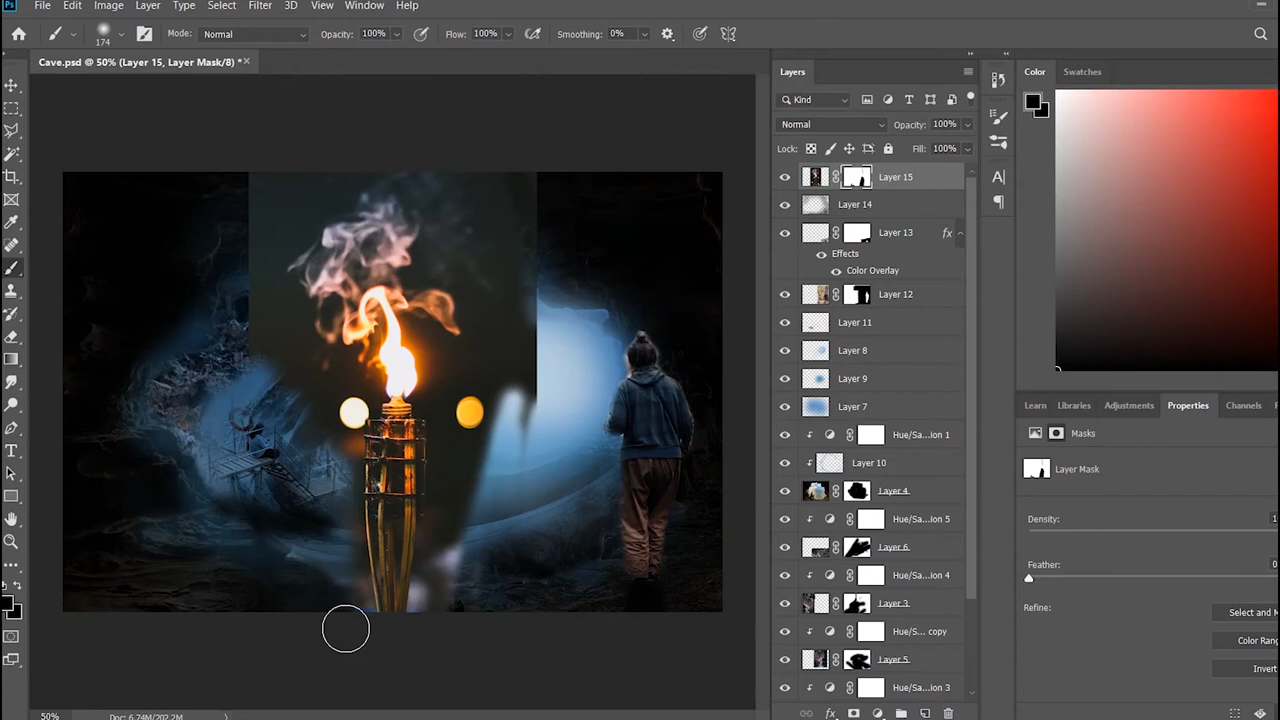 Ps File Edit Image Layer Type Select Filter 3D View Window Help
174 Mode: Normal Opacity: 100% Flow: 100% Smoothing: 0%
Cave.psd @ 50% (Layer 15, Layer Mask/8) * ×
Layers
Color Swatches
Kind
Normal Opacity: 100%
Lock: Fill: 100%
Layer 15
Layer 14
Layer 13 fx
Effects
Color Overlay
Layer 12
Layer 11
Layer 8
Layer 9
Layer 7
Hue/Sa...ion 1
Layer 10
Layer 4
Hue/Sa...ion 5
Layer 6
Hue/Sa...ion 4
Layer 3
Hue/S... copy
Layer 5
Hue/Sa...ion 3
Learn Libraries Adjustments Properties Channels
Masks
Layer Mask
Density: 1
Feather: 0
Refine: Select and M
Color Rang
Invert
50% Doc: 6.74M/202.2M
fx